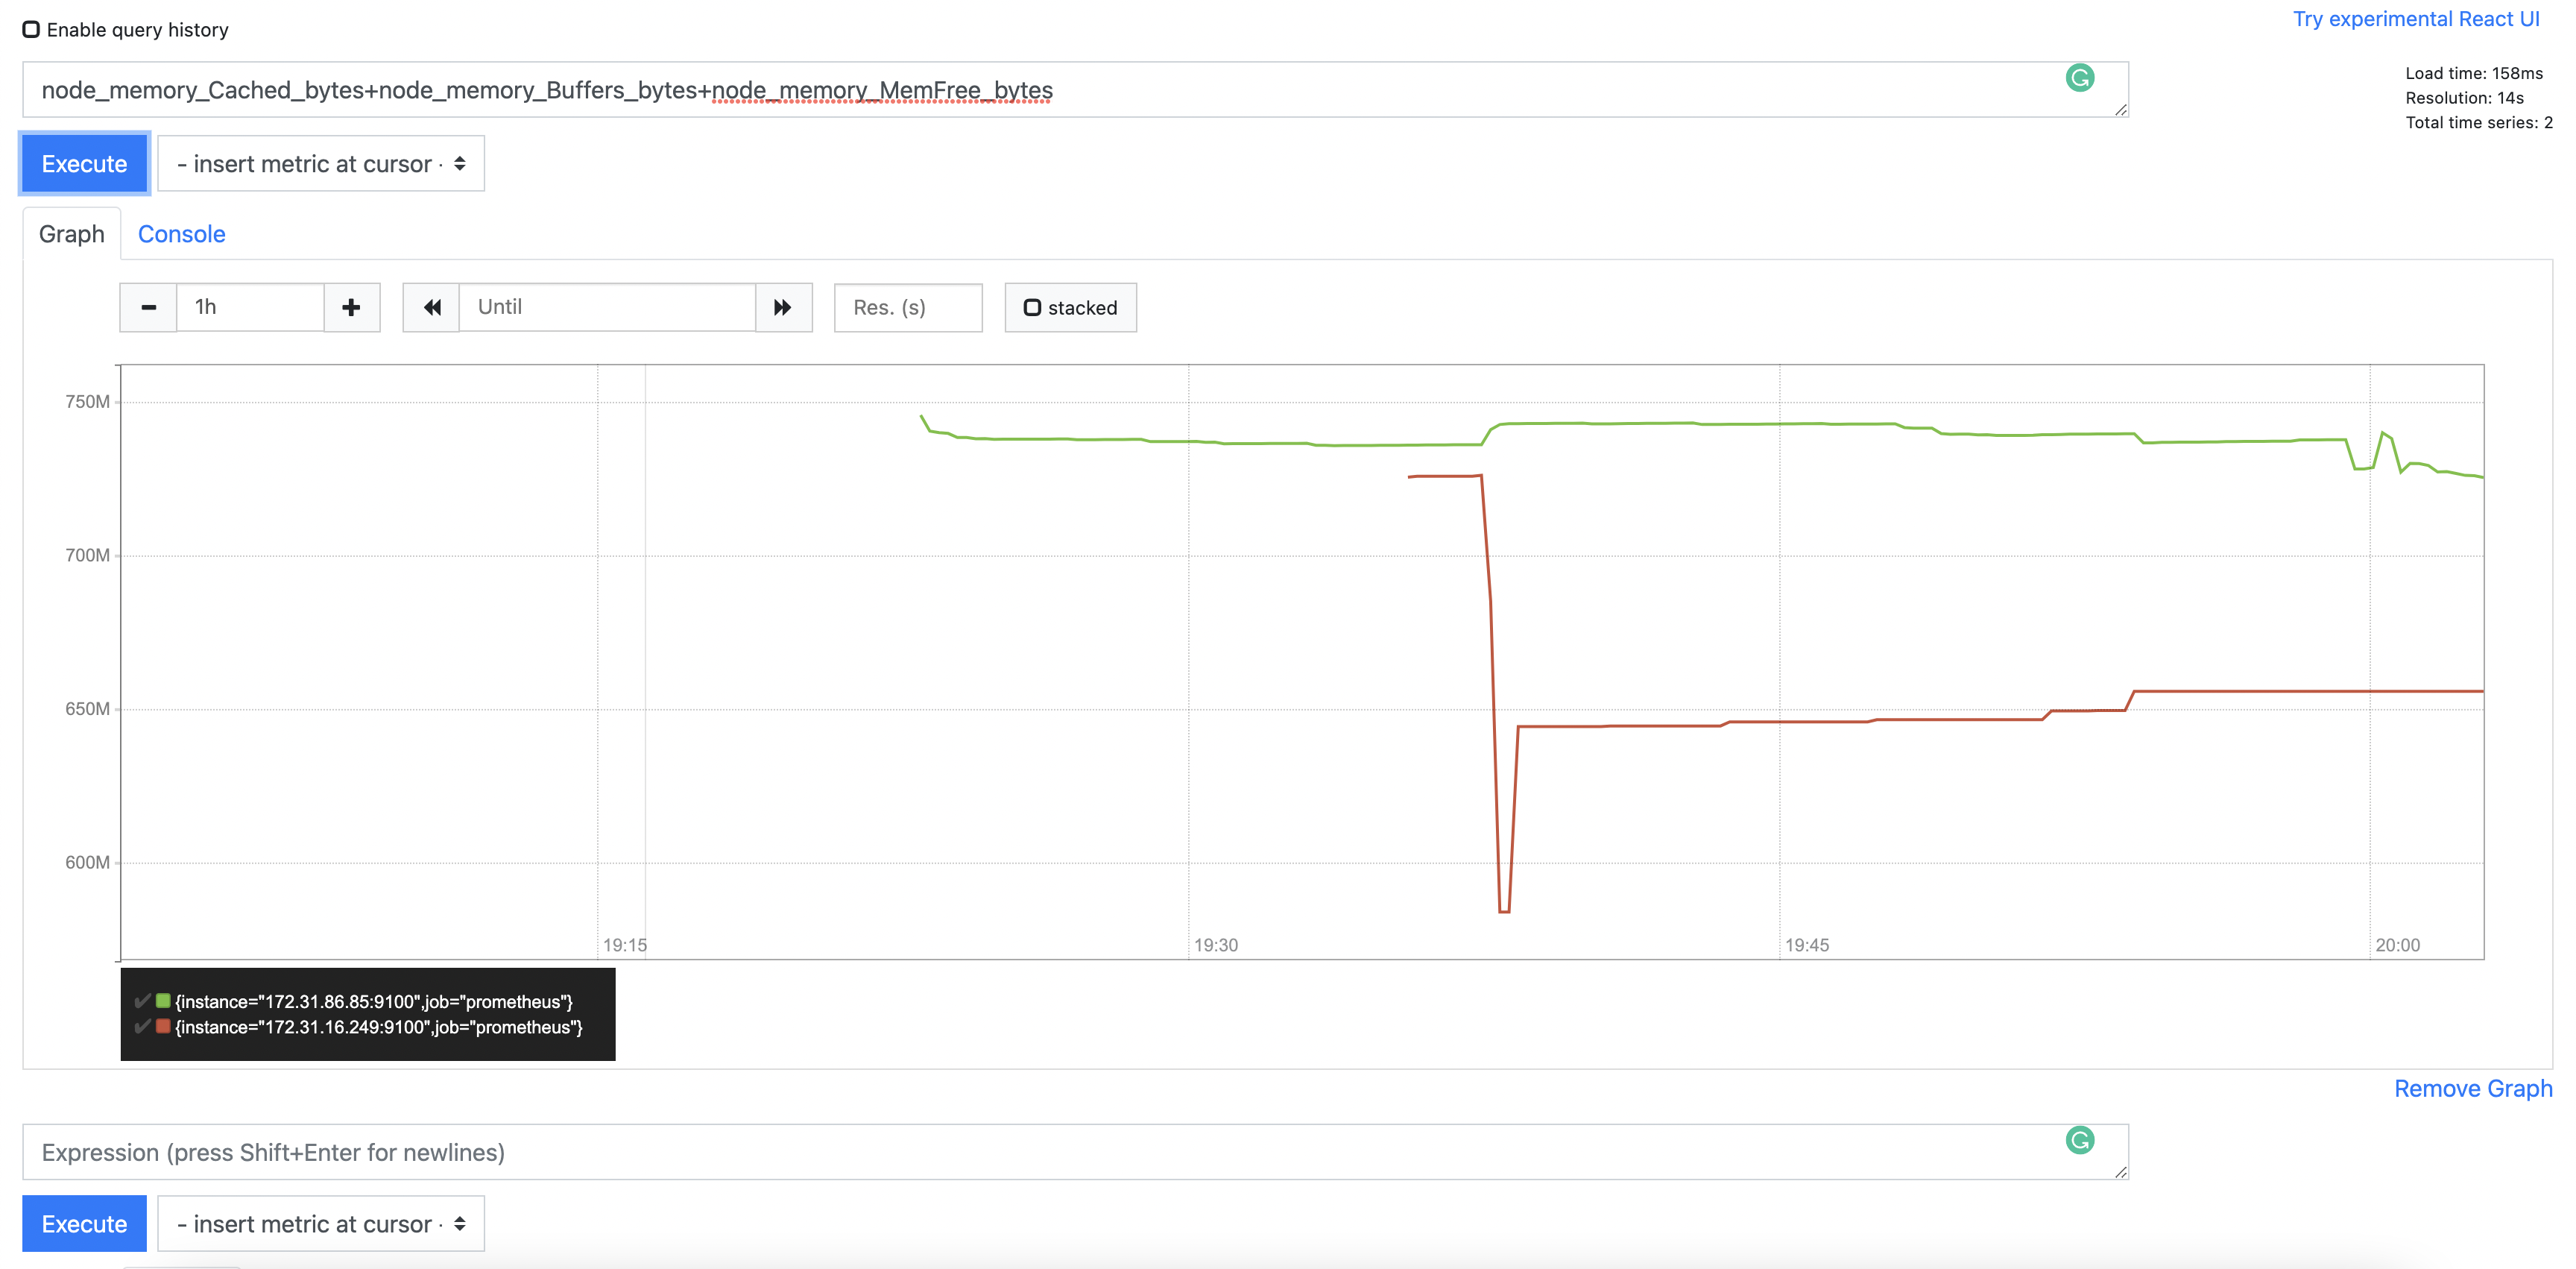 Enable query history
Try experimental React UI
node_memory_Cached_bytes+node_memory_Buffers_bytes+node_memory_MemFree_bytes
Load time: 158ms
Resolution: 14s
Total time series: 2
Execute
- insert metric at cursor -
Graph
Console
1h
Until
Res. (s)
stacked
750M
700M
650M
600M
19:15
19:30
19:45
20:00
{instance="172.31.86.85:9100",job="prometheus"}
{instance="172.31.16.249:9100",job="prometheus"}
Remove Graph
Expression (press Shift+Enter for newlines)
Execute
- insert metric at cursor -